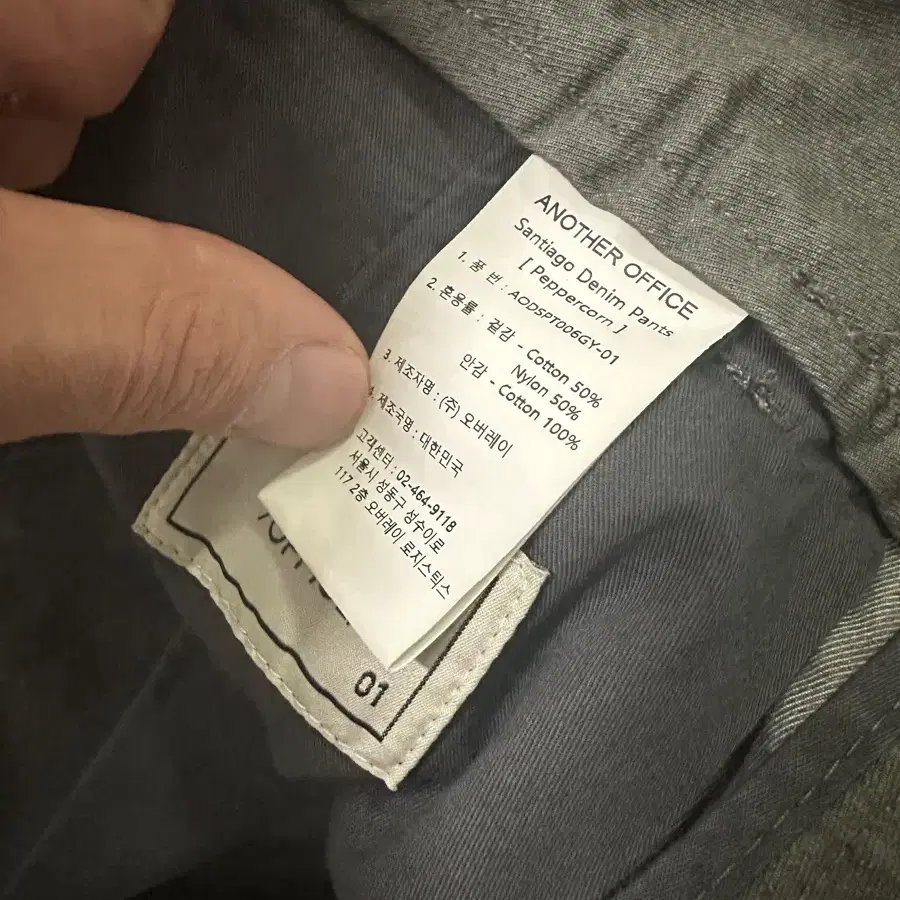 ANOTHER OFFICE
Santiago Denim Pants
[ Peppercorn ]
1. 품 번 : AODSPT006GY-01
2. 혼용률 : 겉감 - Cotton 50%
Nylon 50%
안감 - Cotton 100%
3. 제조자명 : (주) 오버레이
4. 제조국명 : 대한민국
고객센터 : 02-464-9118
서울시 성동구 성수이로
117 2층 오버레이 로지스틱스
01